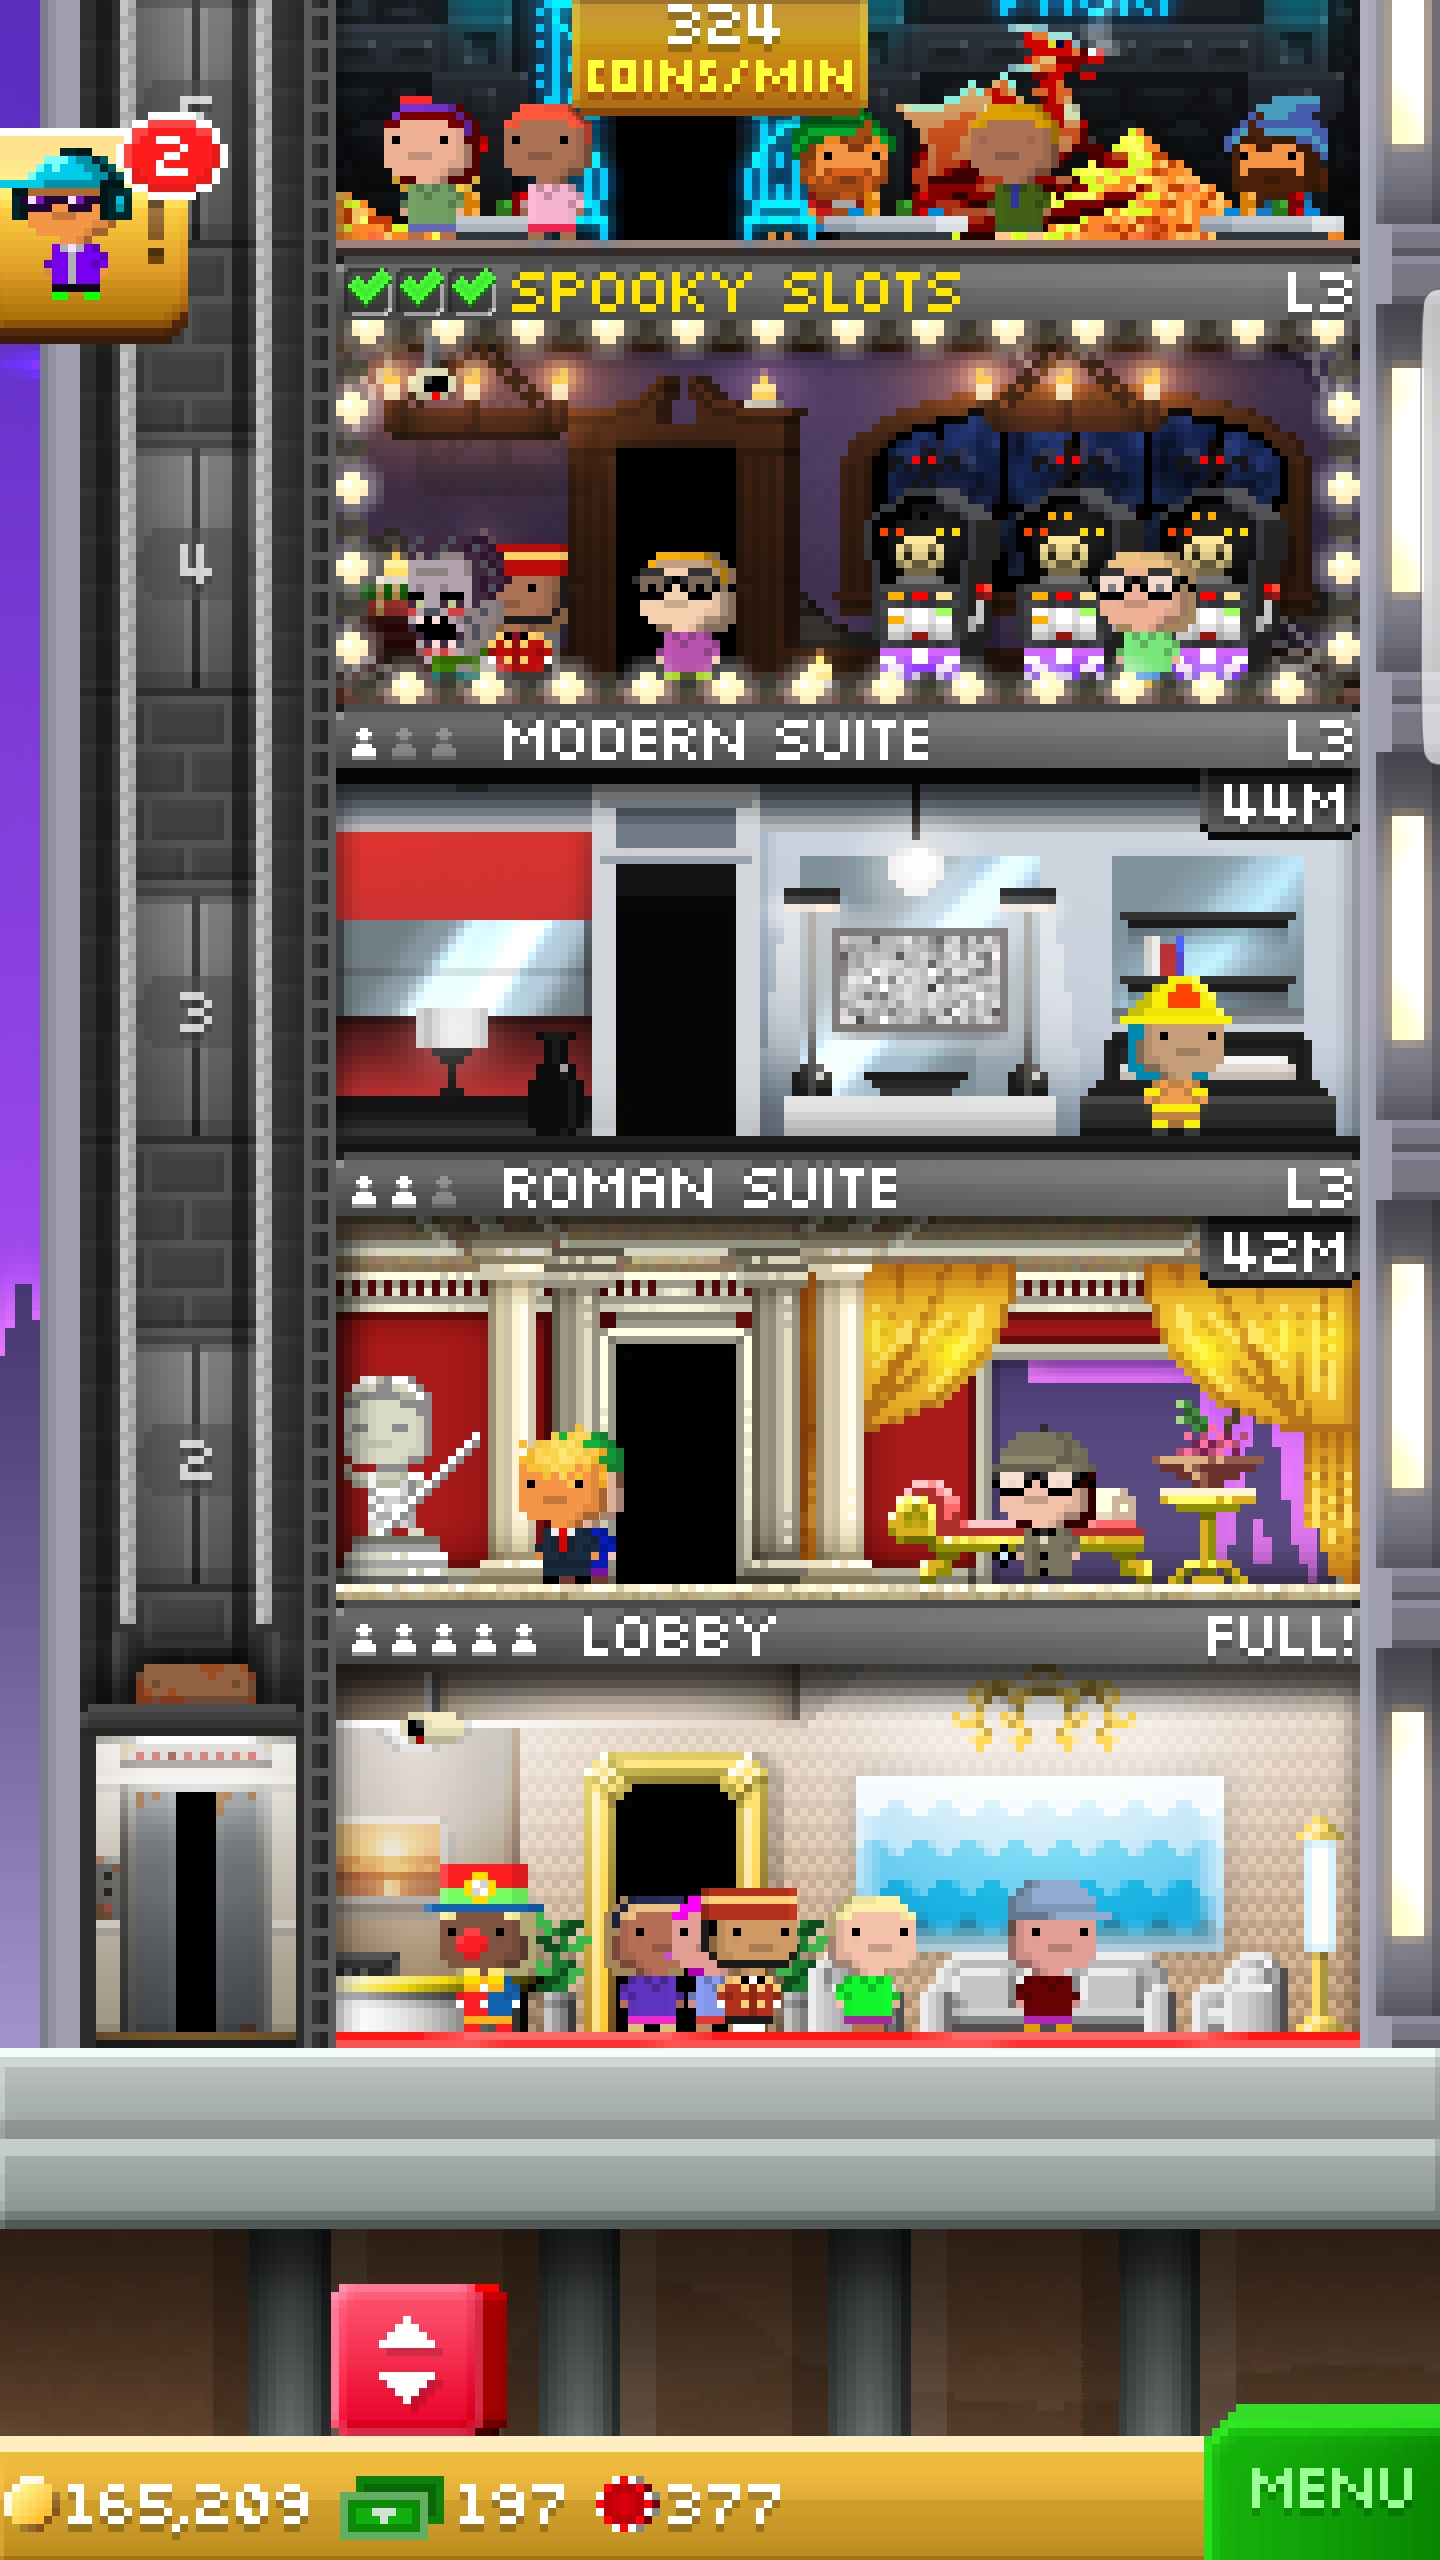 324
COINS/MIN
2
!
5
SPOOKY SLOTS L3
4
MODERN SUITE L3
44M
3
ROMAN SUITE L3
42M
2
LOBBY FULL!
165,209 197 377
MENU